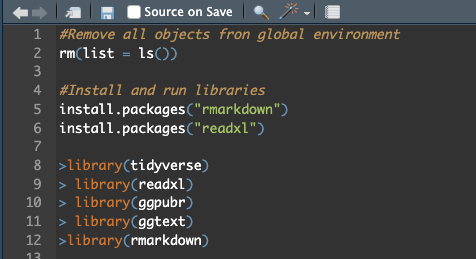 Source on Save
1 #Remove all objects fron global environment
2 rm(list = ls())
3
4 #Install and run libraries
5 install.packages("rmarkdown")
6 install.packages("readxl")
7
8 >library(tidyverse)
9 > library(readxl)
10 > library(ggpubr)
11 > library(ggtext)
12 >library(rmarkdown)
13